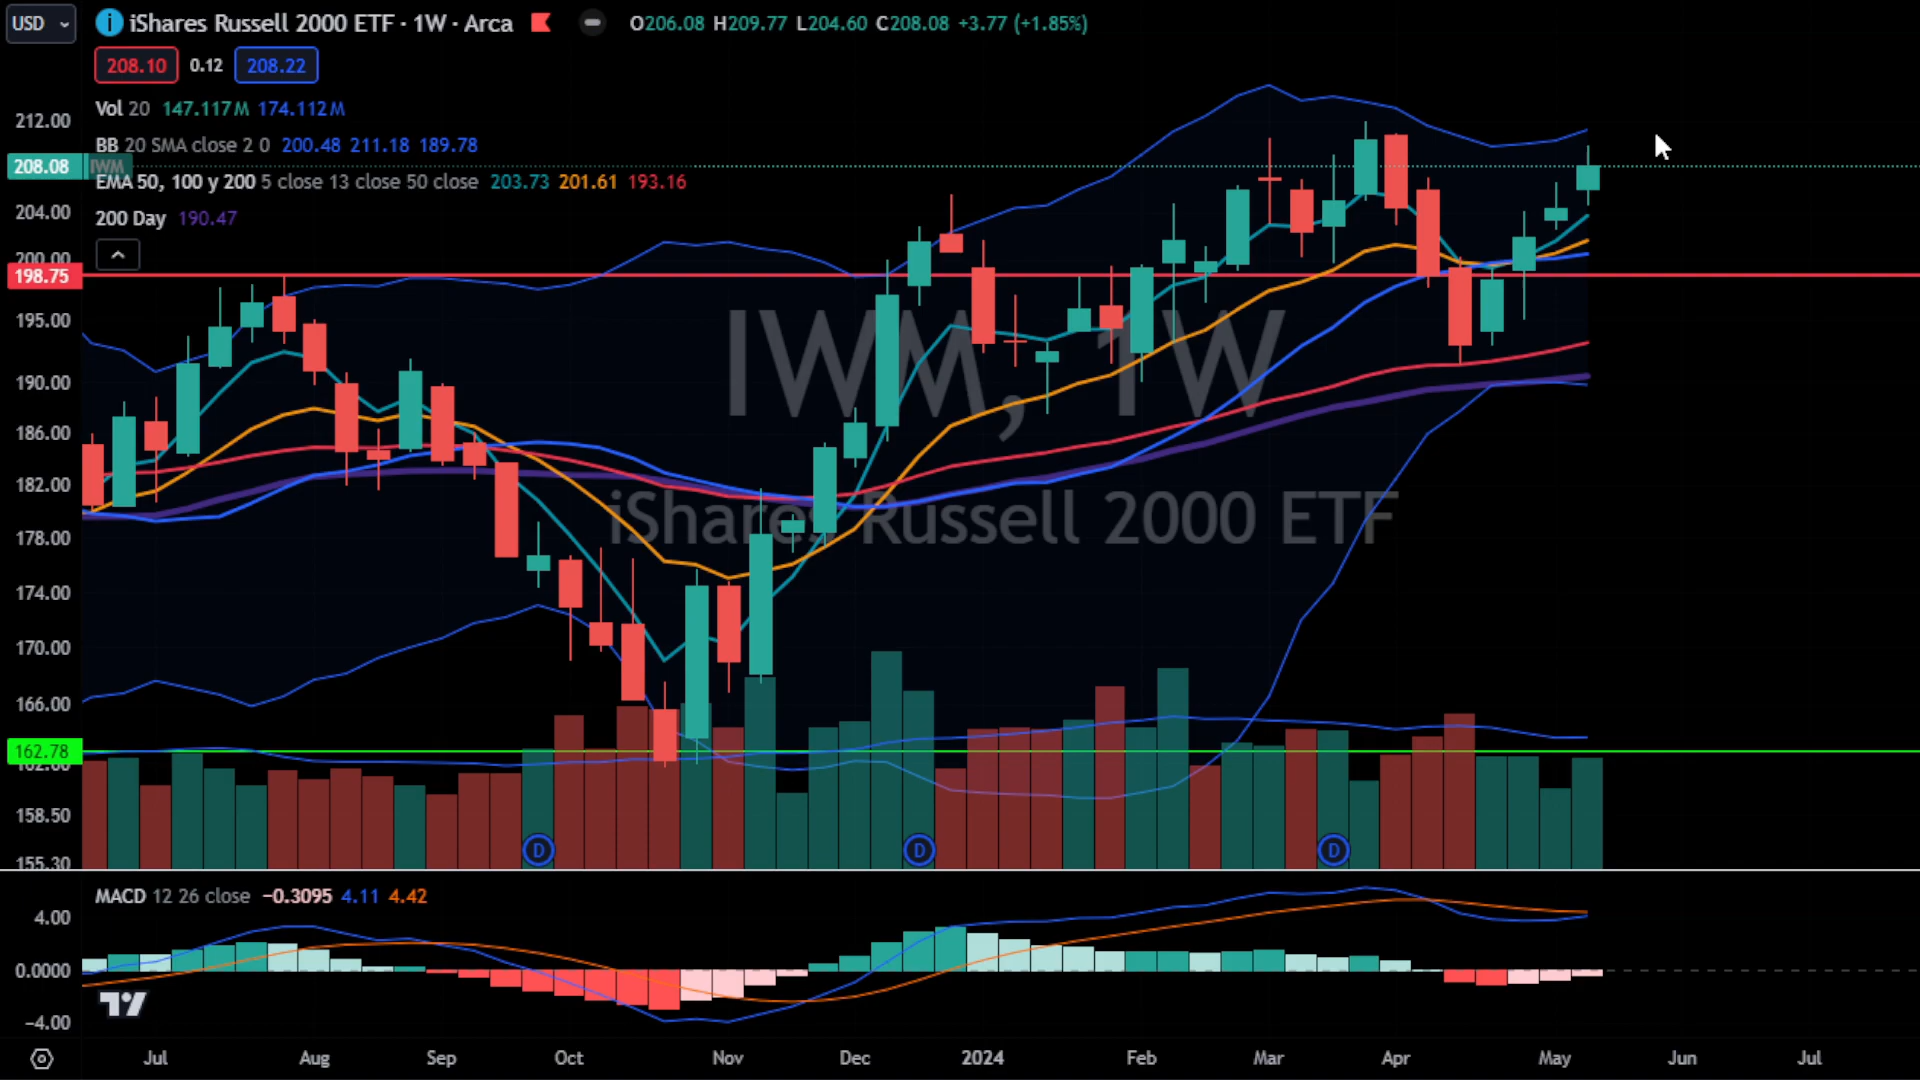 USD
iShares Russell 2000 ETF · 1W · Arca O206.08 H209.77 L204.60 C208.08 +3.77 (+1.85%)
208.10 0.12 208.22
Vol 20 147.117M 174.112M
BB 20 SMA close 2 0 200.48 211.18 189.78
EMA 50, 100 y 200 5 close 13 close 50 close 203.73 201.61 193.16
200 Day 190.47
212.00
208.08 IWM
204.00
200.00
198.75
195.00
190.00
186.00
182.00
178.00
174.00
170.00
166.00
162.78
162.00
158.50
155.30
IWM, 1W
iShares Russell 2000 ETF
D D D
MACD 12 26 close −0.3095 4.11 4.42
4.00
0.0000
−4.00
Jul Aug Sep Oct Nov Dec 2024 Feb Mar Apr May Jun Jul